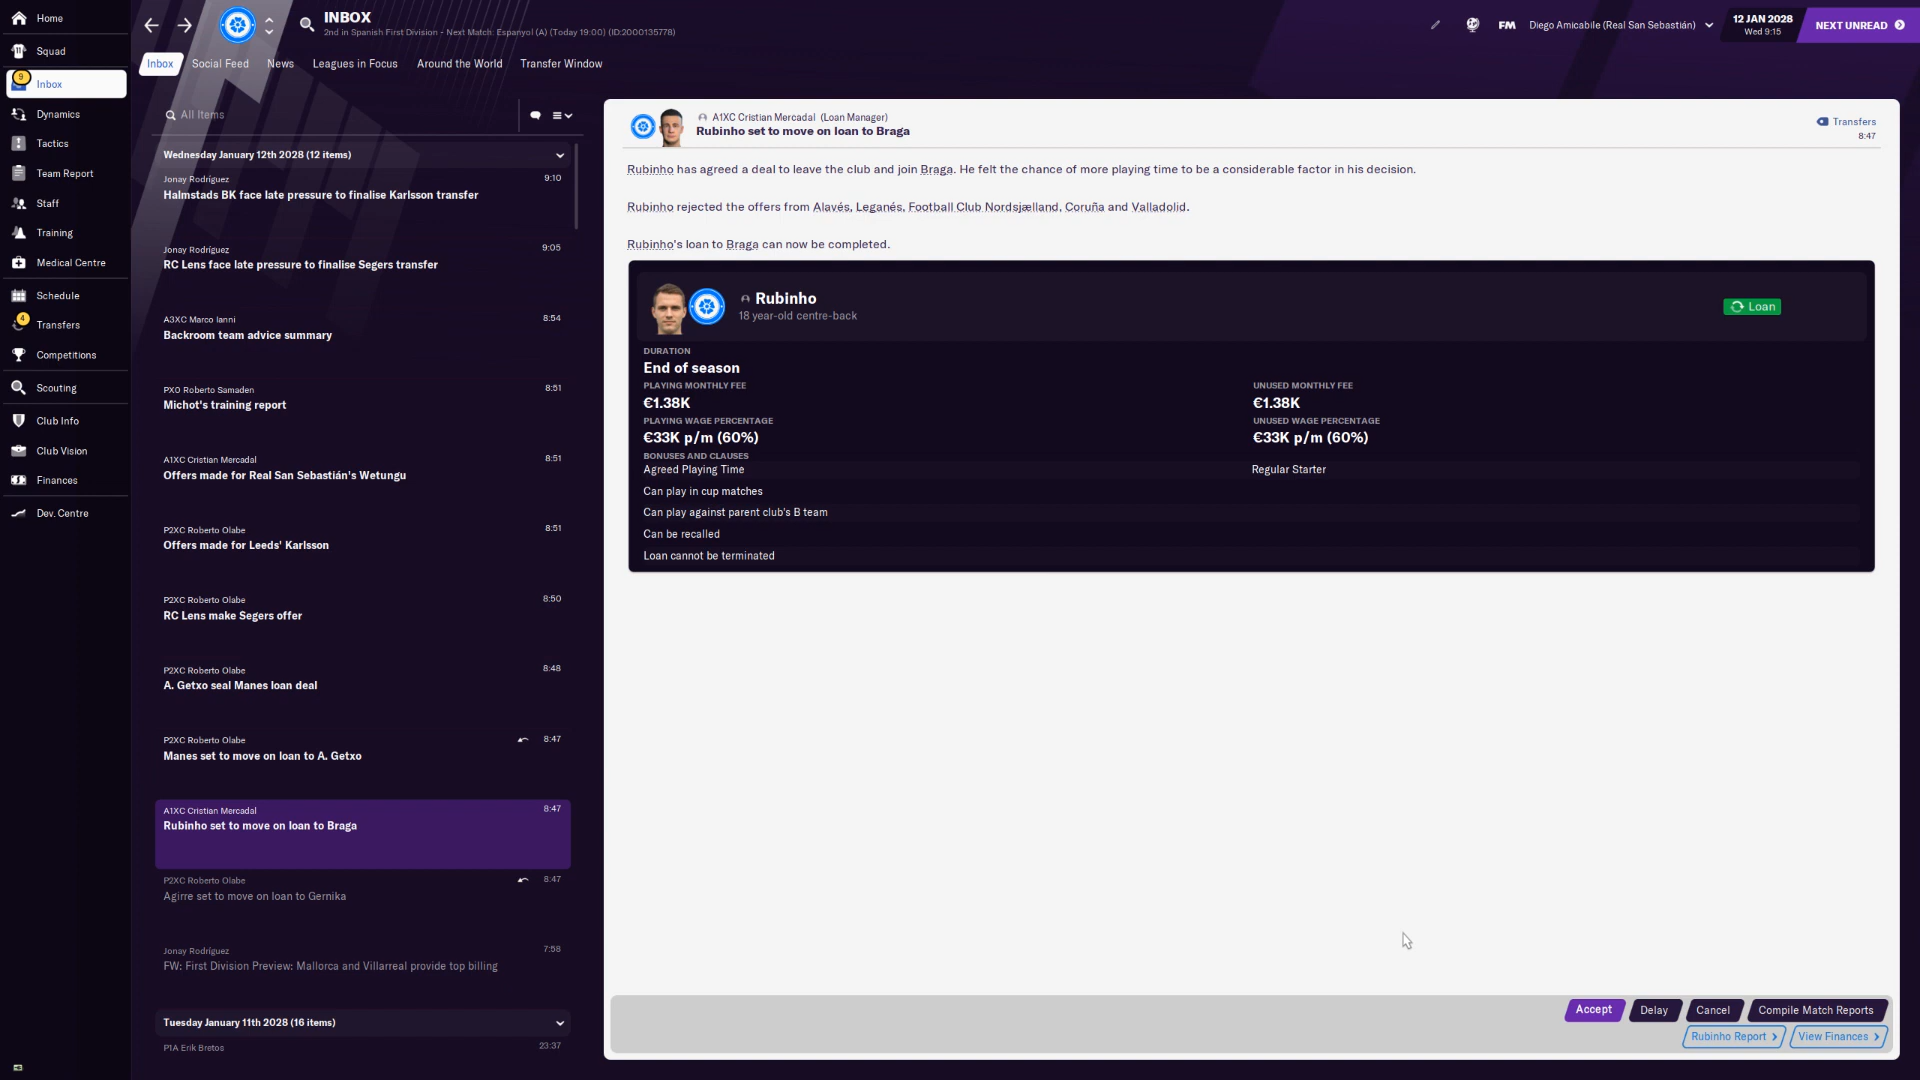 Home
Squad
9
Inbox
Dynamics
Tactics
Team Report
Staff
Training
Medical Centre
Schedule
4
Transfers
Competitions
Scouting
Club Info
Club Vision
Finances
Dev. Centre
INBOX
2nd in Spanish First Division - Next Match: Espanyol (A) (Today 19:00) (ID:2000135778)
FM
Diego Amicabile (Real San Sebastián)
12 JAN 2028
Wed 9:15
NEXT UNREAD
Inbox
Social Feed
News
Leagues in Focus
Around the World
Transfer Window
All Items
Wednesday January 12th 2028 (12 items)
Jonay Rodríguez 9:10
Halmstads BK face late pressure to finalise Karlsson transfer
Jonay Rodríguez 9:05
RC Lens face late pressure to finalise Segers transfer
A3XC Marco Ianni 8:54
Backroom team advice summary
PX0 Roberto Samaden 8:51
Michot's training report
A1XC Cristian Mercadal 8:51
Offers made for Real San Sebastián's Wetungu
P2XC Roberto Olabe 8:51
Offers made for Leeds' Karlsson
P2XC Roberto Olabe 8:50
RC Lens make Segers offer
P2XC Roberto Olabe 8:48
A. Getxo seal Manes loan deal
P2XC Roberto Olabe 8:47
Manes set to move on loan to A. Getxo
A1XC Cristian Mercadal 8:47
Rubinho set to move on loan to Braga
P2XC Roberto Olabe 8:47
Agirre set to move on loan to Gernika
Jonay Rodríguez 7:58
FW: First Division Preview: Mallorca and Villarreal provide top billing
Tuesday January 11th 2028 (16 items)
P1A Erik Bretos 23:37
A1XC Cristian Mercadal (Loan Manager)
Rubinho set to move on loan to Braga
Transfers
8:47
Rubinho has agreed a deal to leave the club and join Braga. He felt the chance of more playing time to be a considerable factor in his decision.
Rubinho rejected the offers from Alavés, Leganés, Football Club Nordsjælland, Coruña and Valladolid.
Rubinho's loan to Braga can now be completed.
Rubinho
18 year-old centre-back
Loan
DURATION
End of season
PLAYING MONTHLY FEE
€1.38K
UNUSED MONTHLY FEE
€1.38K
PLAYING WAGE PERCENTAGE
€33K p/m (60%)
UNUSED WAGE PERCENTAGE
€33K p/m (60%)
BONUSES AND CLAUSES
Agreed Playing Time Regular Starter
Can play in cup matches
Can play against parent club's B team
Can be recalled
Loan cannot be terminated
Accept
Delay
Cancel
Compile Match Reports
Rubinho Report
View Finances